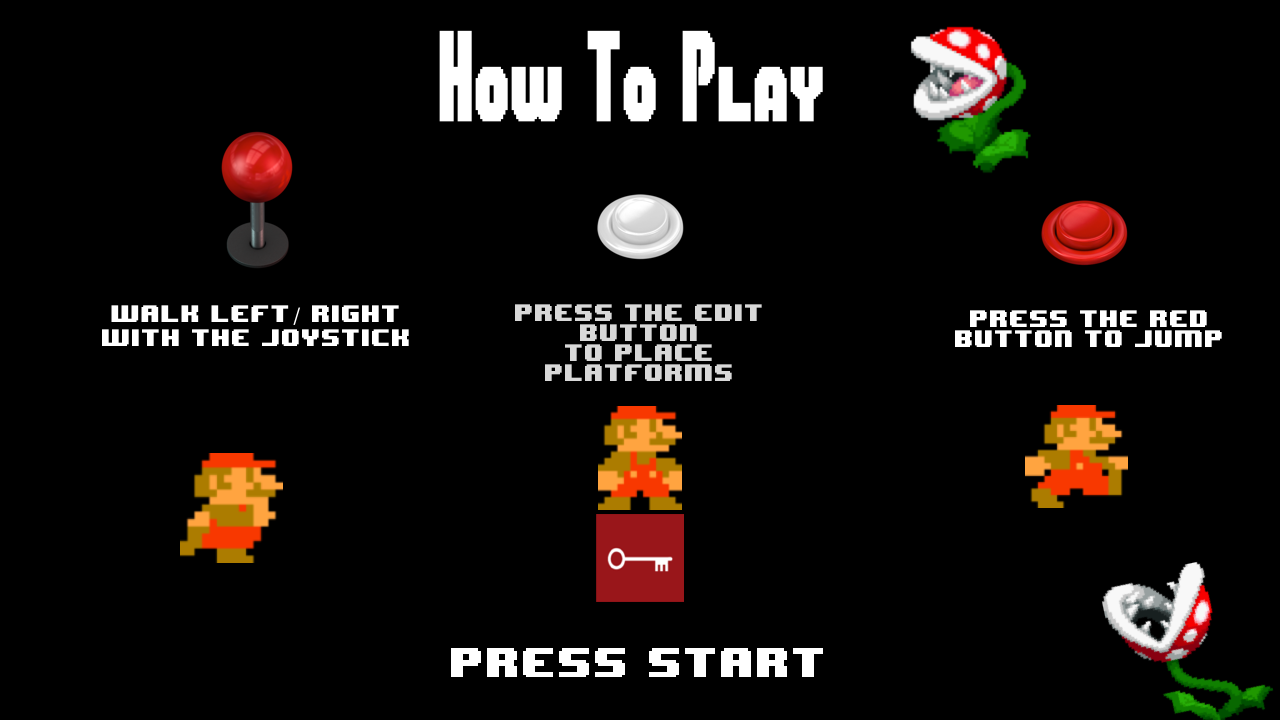 How To Play
WALK LEFT/ RIGHT
WITH THE JOYSTICK
PRESS THE EDIT
BUTTON
TO PLACE
PLATFORMS
PRESS THE RED
BUTTON TO JUMP
PRESS START